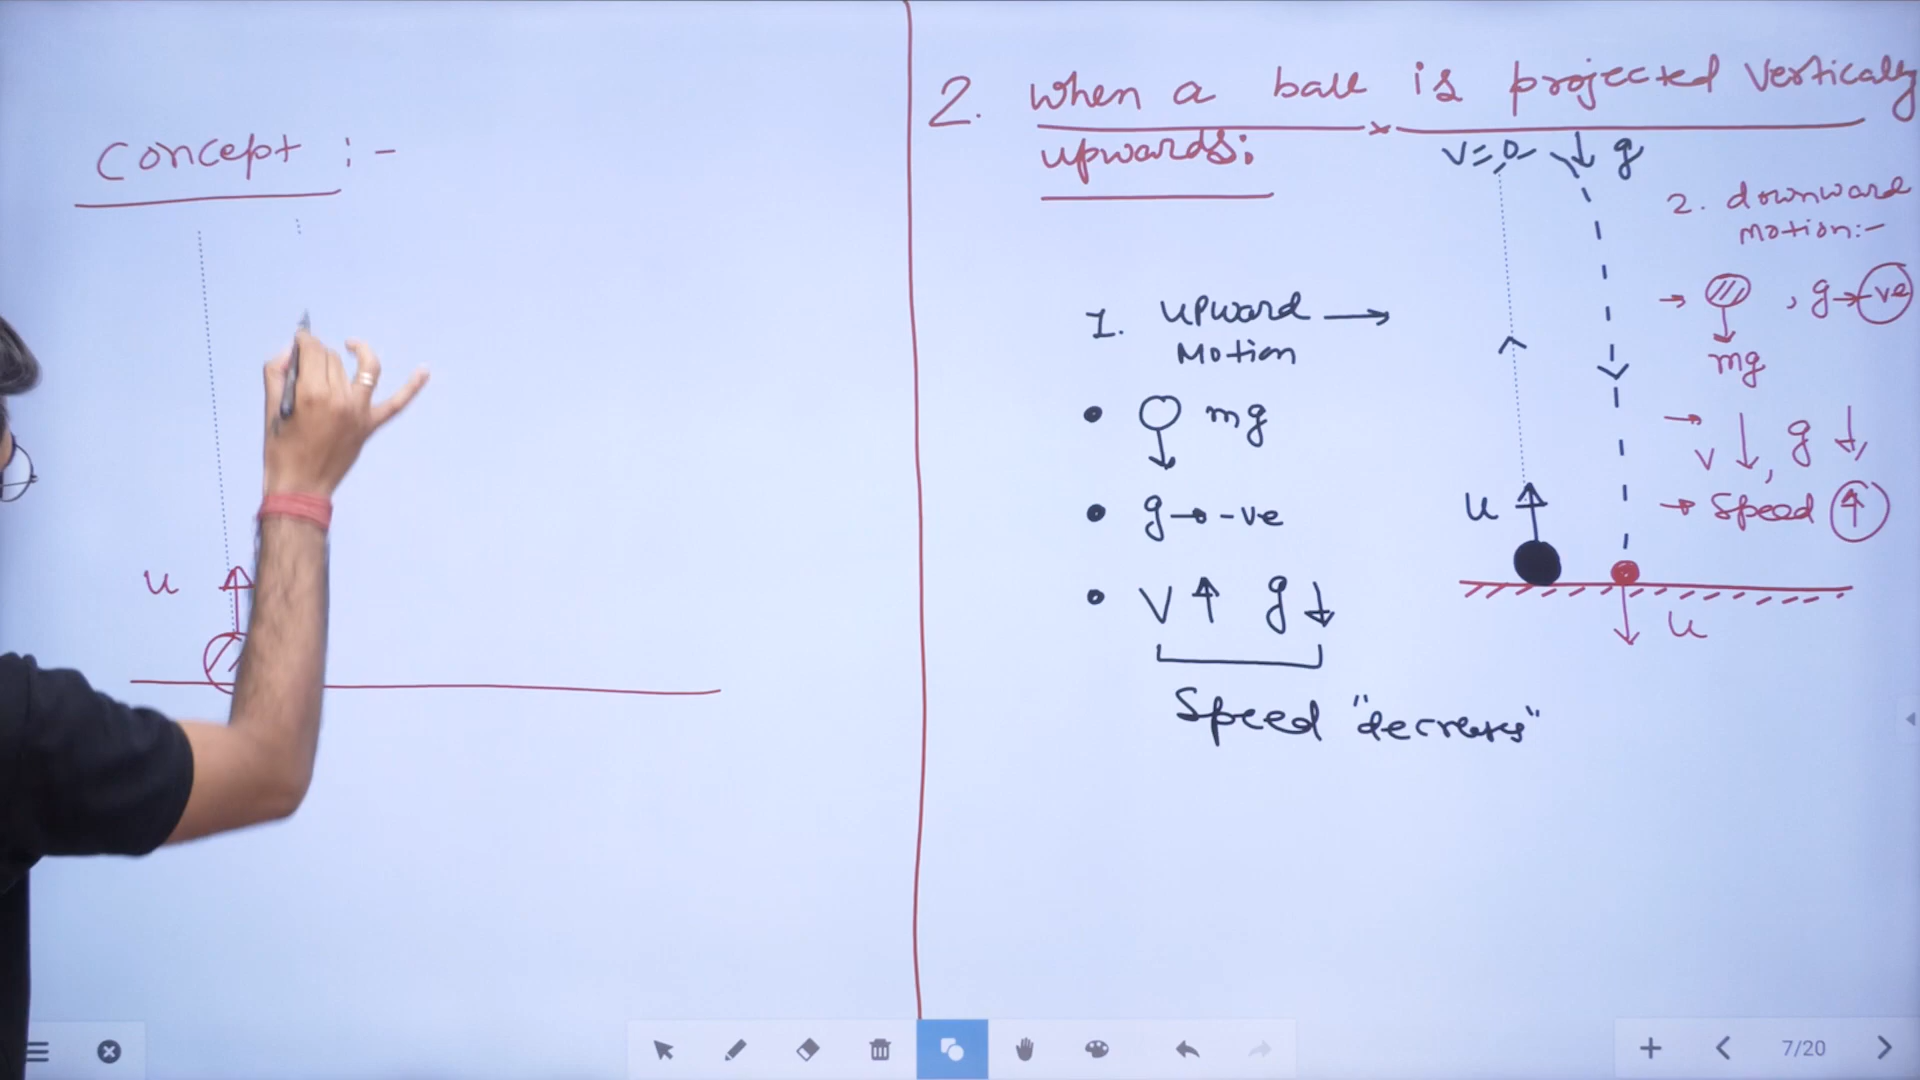 Concept :-
u
2. When a ball is projected vertically
upwards:
V=0 ↓ g
1. Upward →
Motion
• mg
• g → -ve
• V ↑ g ↓
Speed "decreases"
u
u
2. downward
Motion:-
→ , g → -ve
mg
→ V ↓, g ↓,
→ Speed ↑
7/20